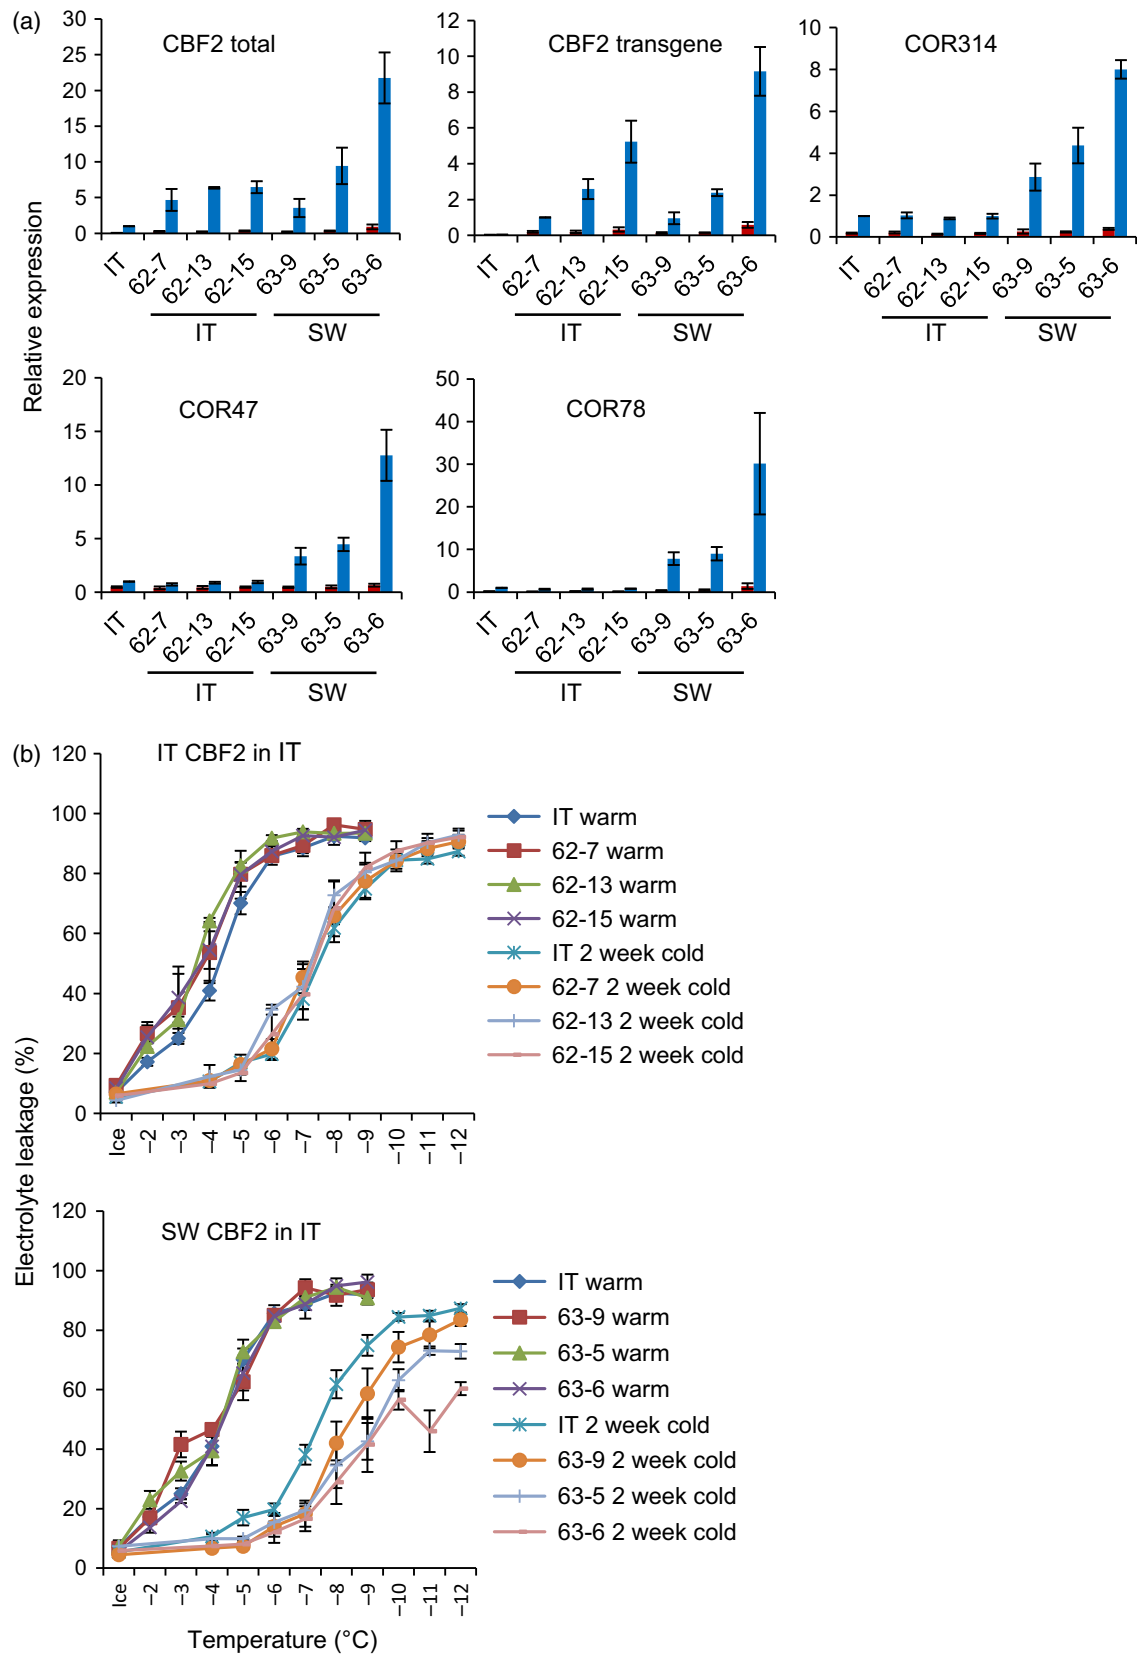 (a)
Relative expression
CBF2 total
30
25
20
15
10
5
0
IT
62-7
62-13
62-15
63-9
63-5
63-6
IT
SW
CBF2 transgene
12
10
8
6
4
2
0
IT
62-7
62-13
62-15
63-9
63-5
63-6
IT
SW
COR314
10
8
6
4
2
0
IT
62-7
62-13
62-15
63-9
63-5
63-6
IT
SW
COR47
20
15
10
5
0
IT
62-7
62-13
62-15
63-9
63-5
63-6
IT
SW
COR78
50
40
30
20
10
0
IT
62-7
62-13
62-15
63-9
63-5
63-6
IT
SW
(b)
Electrolyte leakage (%)
IT CBF2 in IT
120
100
80
60
40
20
0
Ice
–2
–3
–4
–5
–6
–7
–8
–9
–10
–11
–12
IT warm
62-7 warm
62-13 warm
62-15 warm
IT 2 week cold
62-7 2 week cold
62-13 2 week cold
62-15 2 week cold
SW CBF2 in IT
120
100
80
60
40
20
0
Ice
–2
–3
–4
–5
–6
–7
–8
–9
–10
–11
–12
IT warm
63-9 warm
63-5 warm
63-6 warm
IT 2 week cold
63-9 2 week cold
63-5 2 week cold
63-6 2 week cold
Temperature (°C)